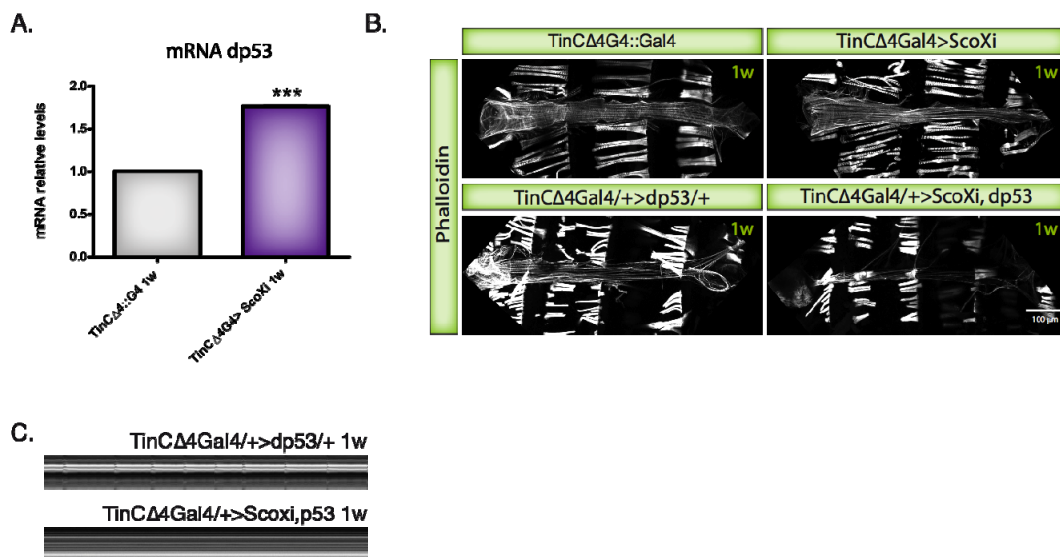 A.
mRNA dp53
mRNA relative levels
2.0
***
1.5
1.0
0.5
0.0
TinCΔ4::G4 1w
TinCΔ4G4> ScoXi 1w
B.
Phalloidin
TinCΔ4G4::Gal4
TinCΔ4Gal4>ScoXi
1w
1w
TinCΔ4Gal4/+>dp53/+
TinCΔ4Gal4/+>ScoXi, dp53
1w
1w
100 µm
C.
TinCΔ4Gal4/+>dp53/+ 1w
TinCΔ4Gal4/+>Scoxi,p53 1w